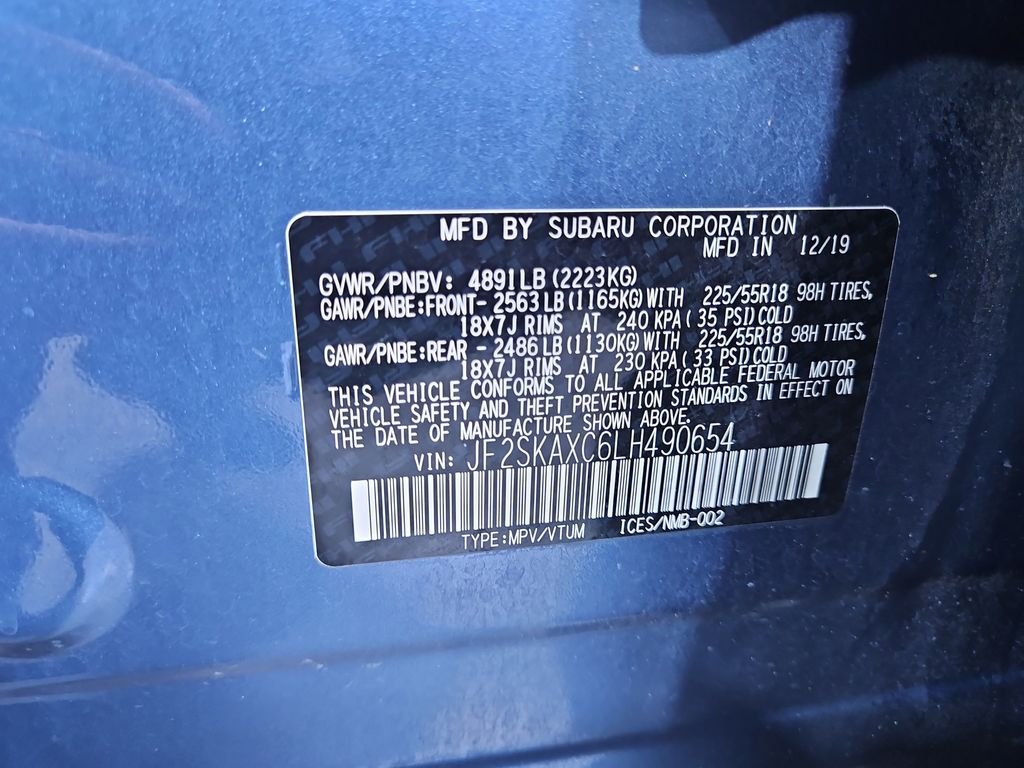 MFD BY SUBARU CORPORATION
MFD IN 12/19
GVWR/PNBV: 4891LB (2223KG)
GAWR/PNBE:FRONT- 2563LB (1165KG) WITH 225/55R18 98H TIRES,
18X7J RIMS AT 240 KPA( 35 PSI) COLD
GAWR/PNBE:REAR - 2486LB (1130KG) WITH 225/55R18 98H TIRES,
18X7J RIMS AT 230 KPA( 33 PSI) COLD
THIS VEHICLE CONFORMS TO ALL APPLICABLE FEDERAL MOTOR
VEHICLE SAFETY AND THEFT PREVENTION STANDARDS IN EFFECT ON
THE DATE OF MANUFACTURE SHOWN ABOVE.
VIN: JF2SKAXC6LH490654
TYPE:MPV/VTUM ICES/NMB-002